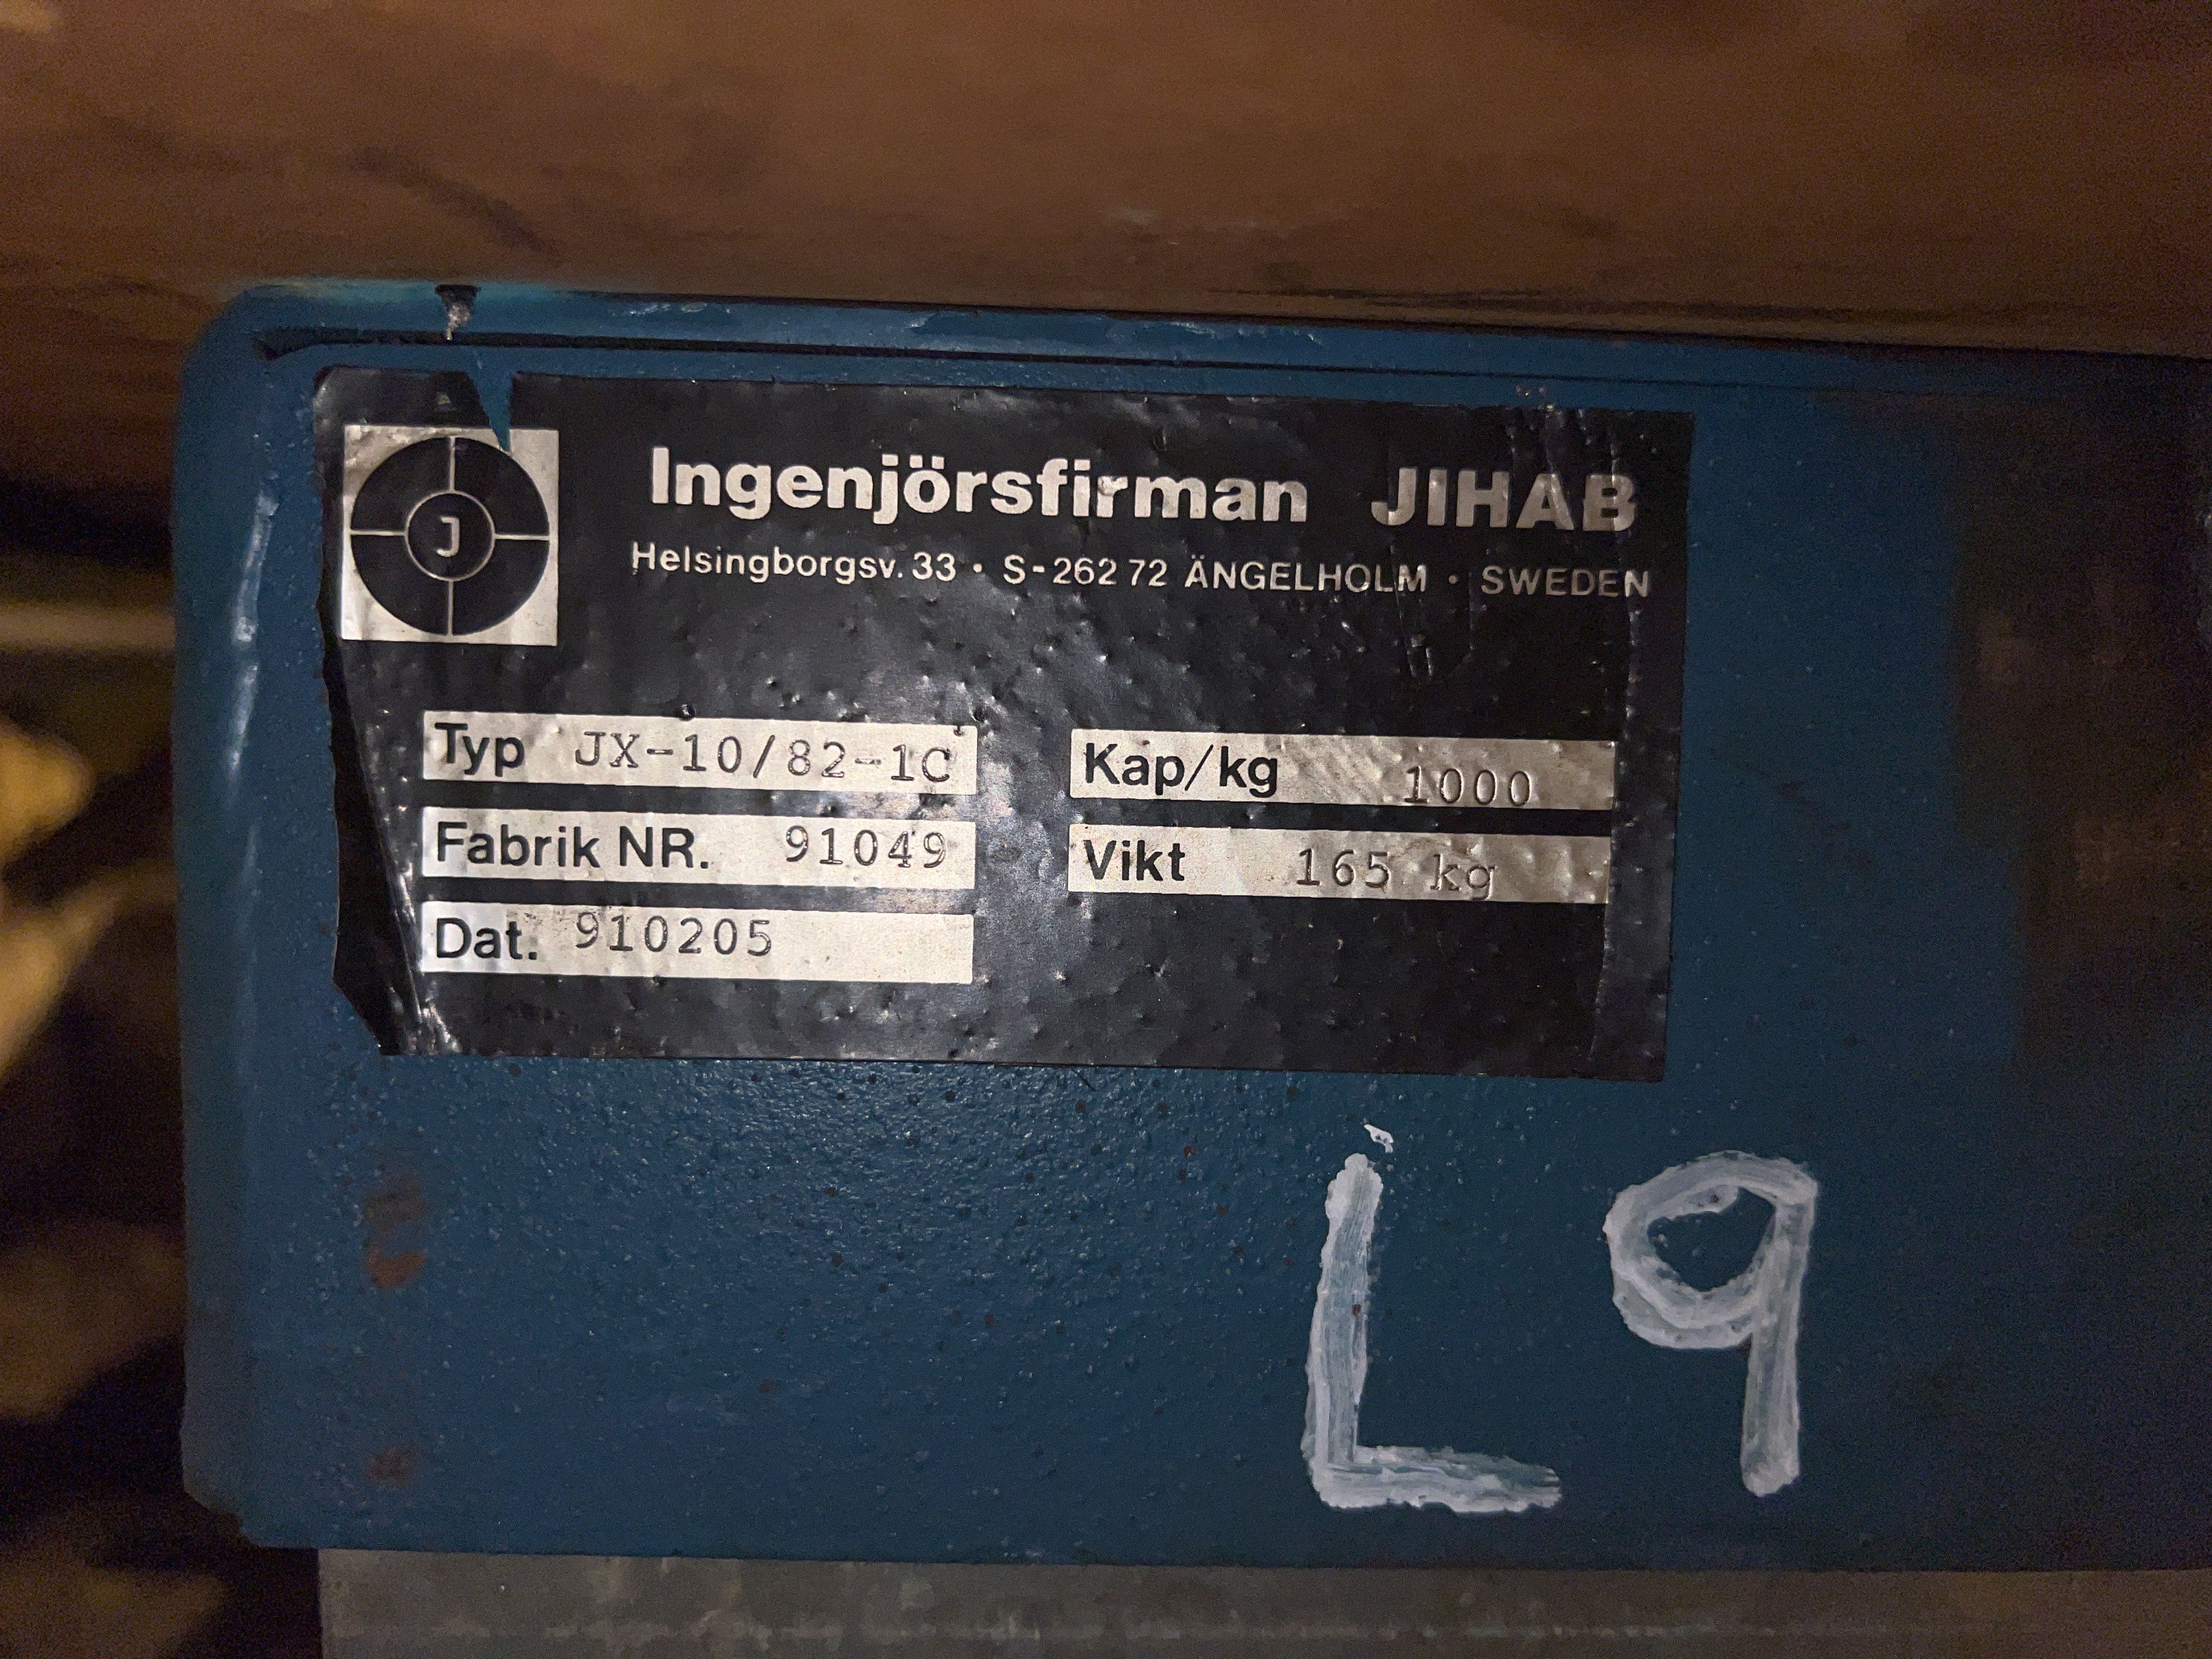 J
Ingenjörsfirman JIHAB
Helsingborgsv. 33 · S-262 72 ÄNGELHOLM · SWEDEN
Typ JX-10/82-1C
Kap/kg 1000
Fabrik NR. 91049
Vikt 165 kg
Dat. 910205
L9